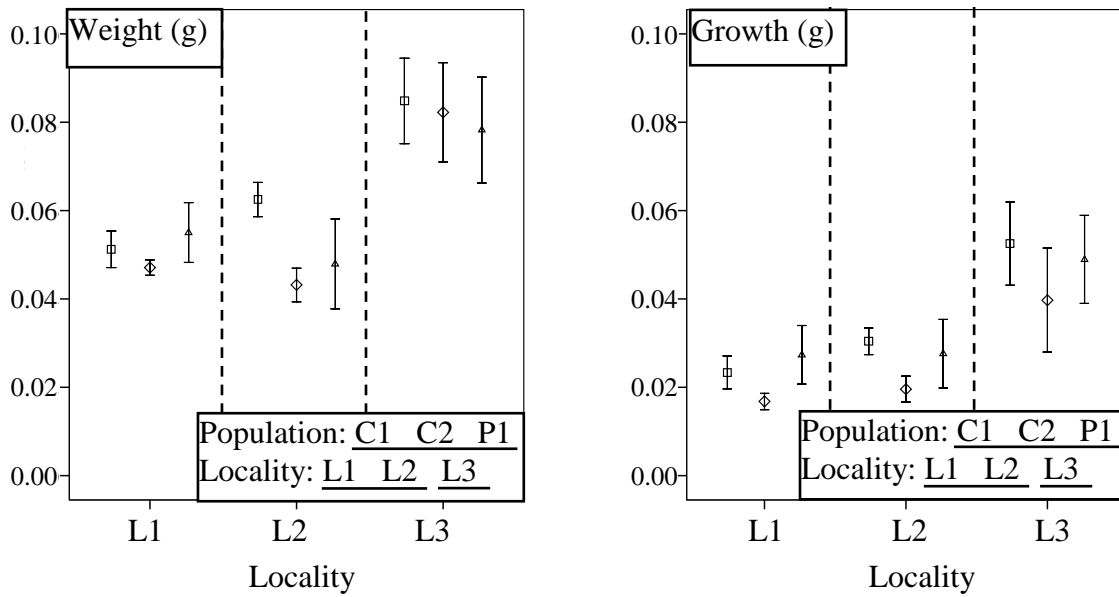 Weight (g)
0.10
0.08
0.06
0.04
0.02
0.00
Population: C1 C2 P1
Locality: L1 L2 L3
L1 L2 L3
Locality
Growth (g)
0.10
0.08
0.06
0.04
0.02
0.00
Population: C1 C2 P1
Locality: L1 L2 L3
L1 L2 L3
Locality